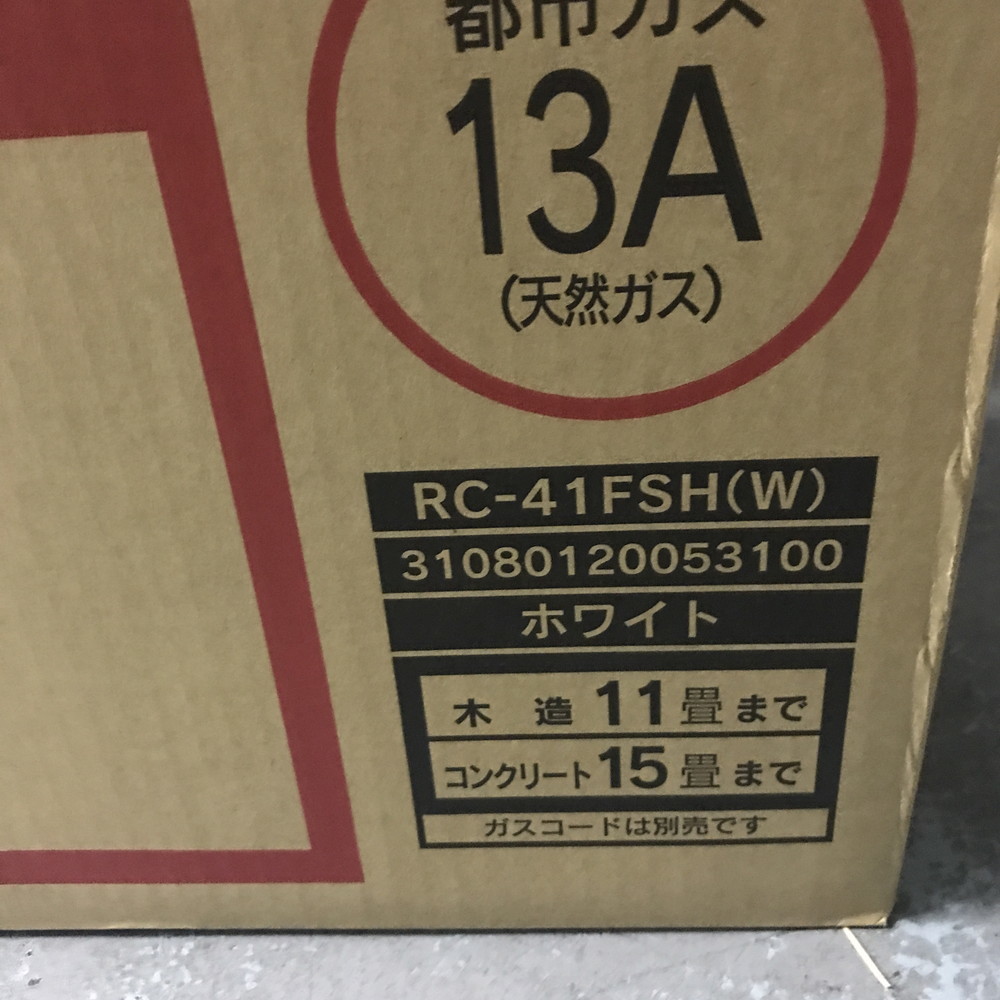 都市ガス
13A
(天然ガス)
RC-41FSH(W)
31080120053100
ホワイト
木 造 11 畳 まで
コンクリート 15 畳 まで
ガスコードは別売です